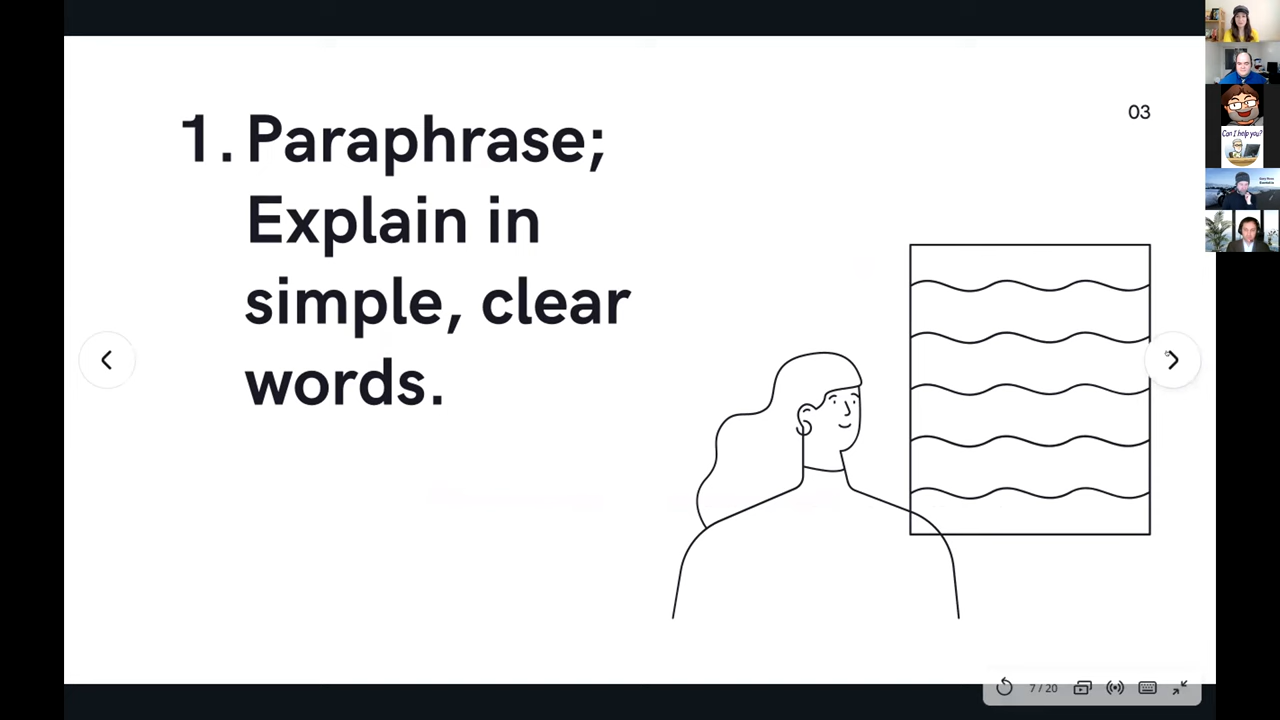 03
1. Paraphrase;
Explain in
simple, clear
words.
Can I help you?
7 / 20